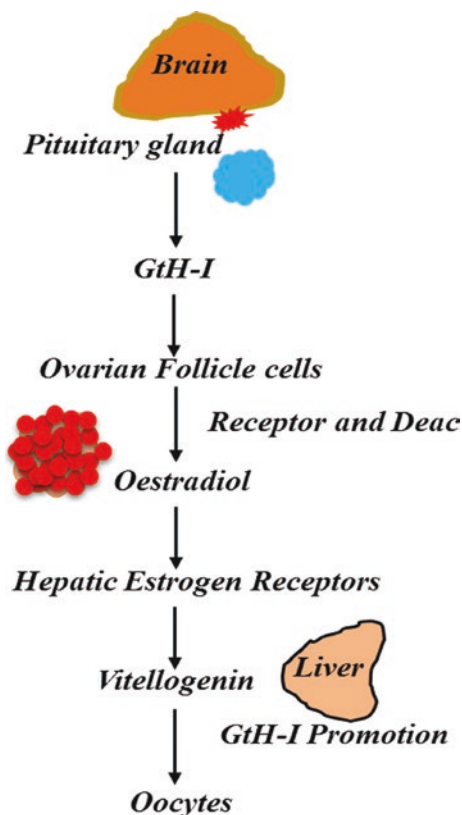 Brain
Pituitary gland
GtH-I
Ovarian Follicle cells
Receptor and Deac
Oestradiol
Hepatic Estrogen Receptors
Liver
Vitellogenin
GtH-I Promotion
Oocytes